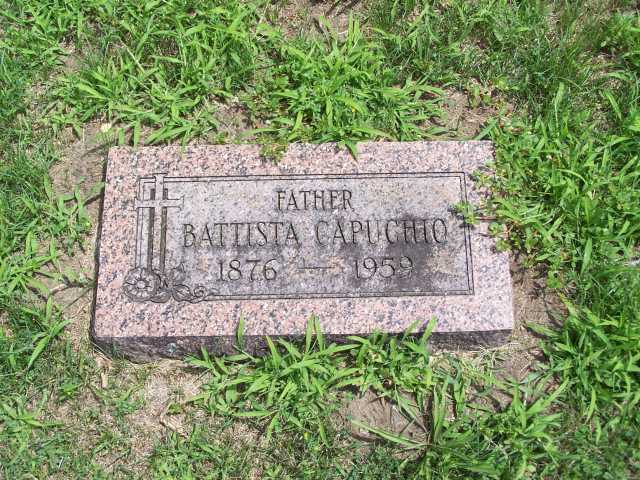 FATHER
BATTISTA CAPUCHIO
1876 — 1959